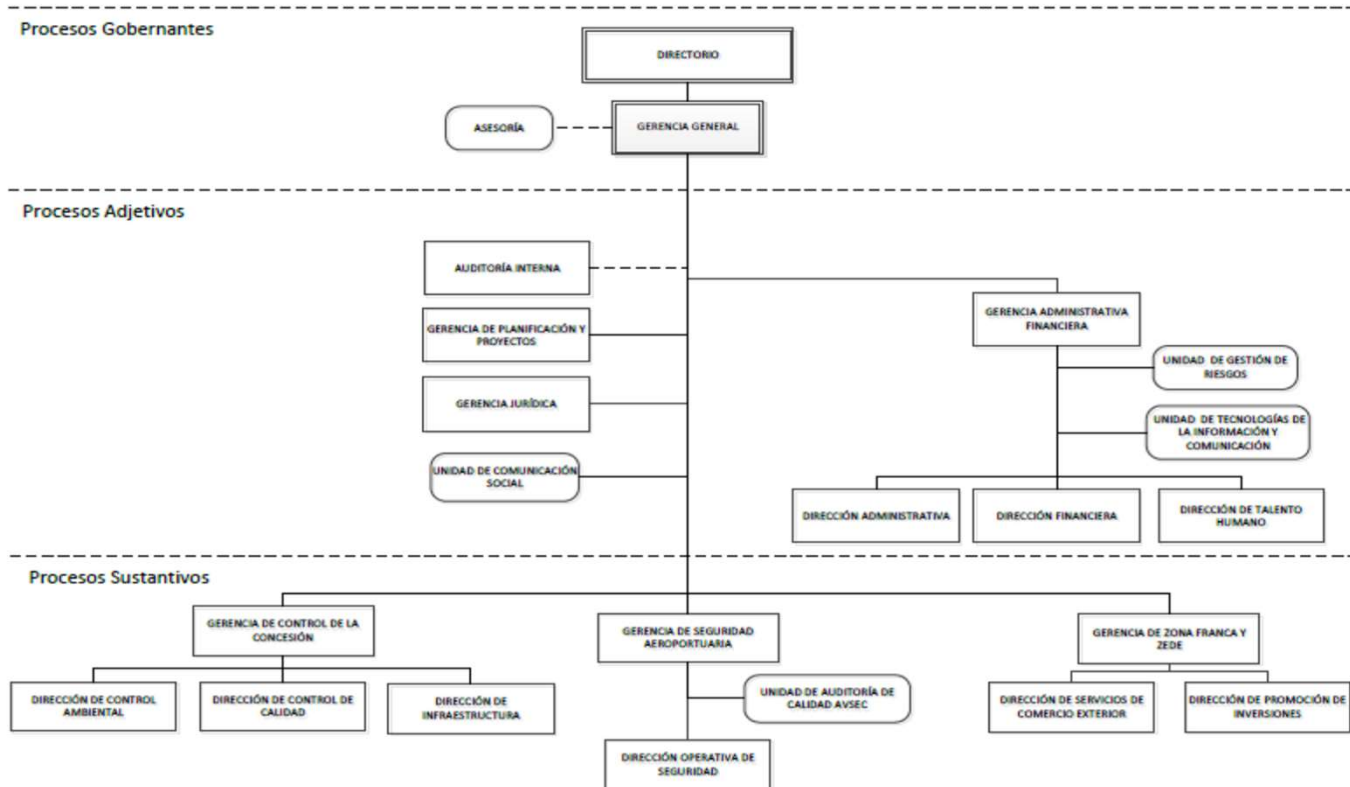 Procesos Gobernantes
DIRECTORIO
ASESORÍA
GERENCIA GENERAL
Procesos Adjetivos
AUDITORÍA INTERNA
GERENCIA DE PLANIFICACIÓN Y
PROYECTOS
GERENCIA JURÍDICA
UNIDAD DE COMUNICACIÓN
SOCIAL
GERENCIA ADMINISTRATIVA
FINANCIERA
UNIDAD DE GESTIÓN DE
RIESGOS
UNIDAD DE TECNOLOGÍAS DE
LA INFORMACIÓN Y
COMUNICACIÓN
DIRECCIÓN ADMINISTRATIVA
DIRECCIÓN FINANCIERA
DIRECCIÓN DE TALENTO
HUMANO
Procesos Sustantivos
GERENCIA DE CONTROL DE LA
CONCESIÓN
GERENCIA DE SEGURIDAD
AEROPORTUARIA
GERENCIA DE ZONA FRANCA Y
ZEDE
DIRECCIÓN DE CONTROL
AMBIENTAL
DIRECCIÓN DE CONTROL DE
CALIDAD
DIRECCIÓN DE
INFRAESTRUCTURA
UNIDAD DE AUDITORÍA DE
CALIDAD AVSEC
DIRECCIÓN DE SERVICIOS DE
COMERCIO EXTERIOR
DIRECCIÓN DE PROMOCIÓN DE
INVERSIONES
DIRECCIÓN OPERATIVA DE
SEGURIDAD